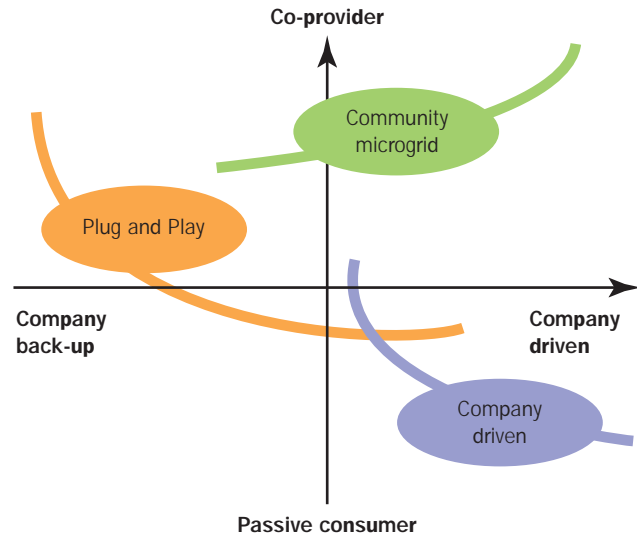 Co-provider
Community
microgrid
Plug and Play
Company
back-up
Company
driven
Company
driven
Passive consumer